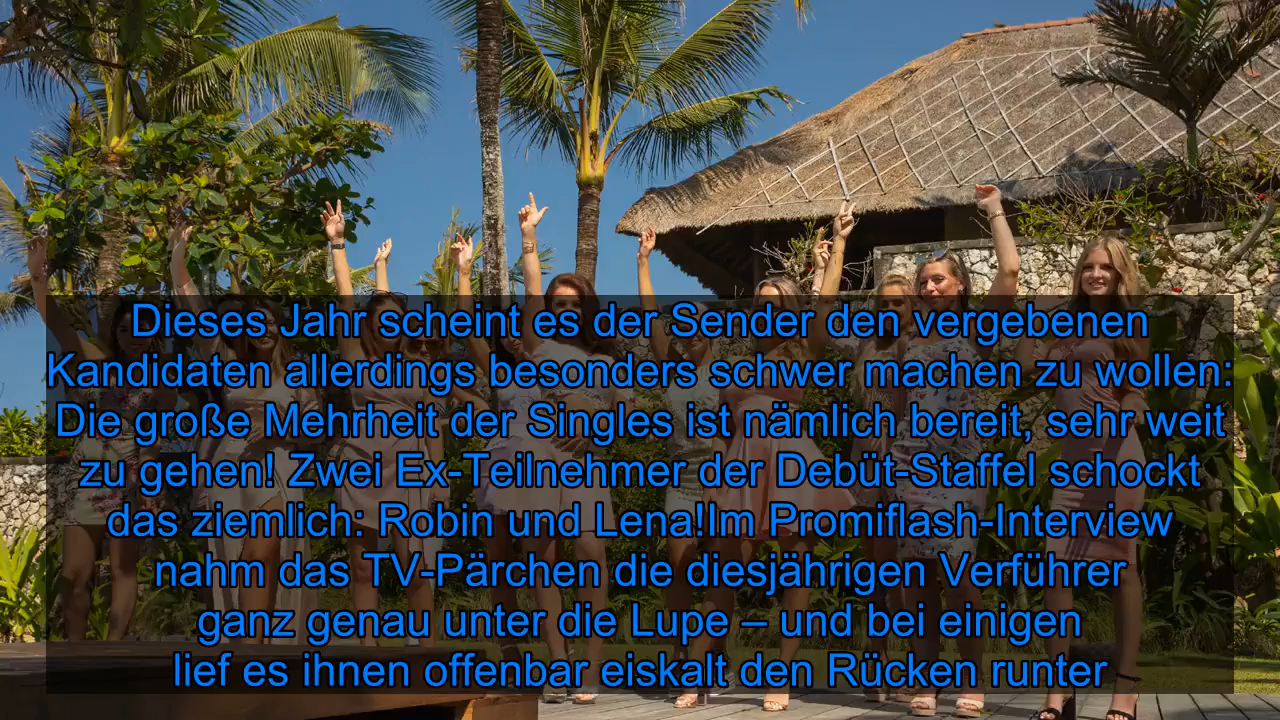 Dieses Jahr scheint es der Sender den vergebenen
Kandidaten allerdings besonders schwer machen zu wollen:
Die große Mehrheit der Singles ist nämlich bereit, sehr weit
zu gehen! Zwei Ex-Teilnehmer der Debüt-Staffel schockt
das ziemlich: Robin und Lena!Im Promiflash-Interview
nahm das TV-Pärchen die diesjährigen Verführer
ganz genau unter die Lupe – und bei einigen
lief es ihnen offenbar eiskalt den Rücken runter